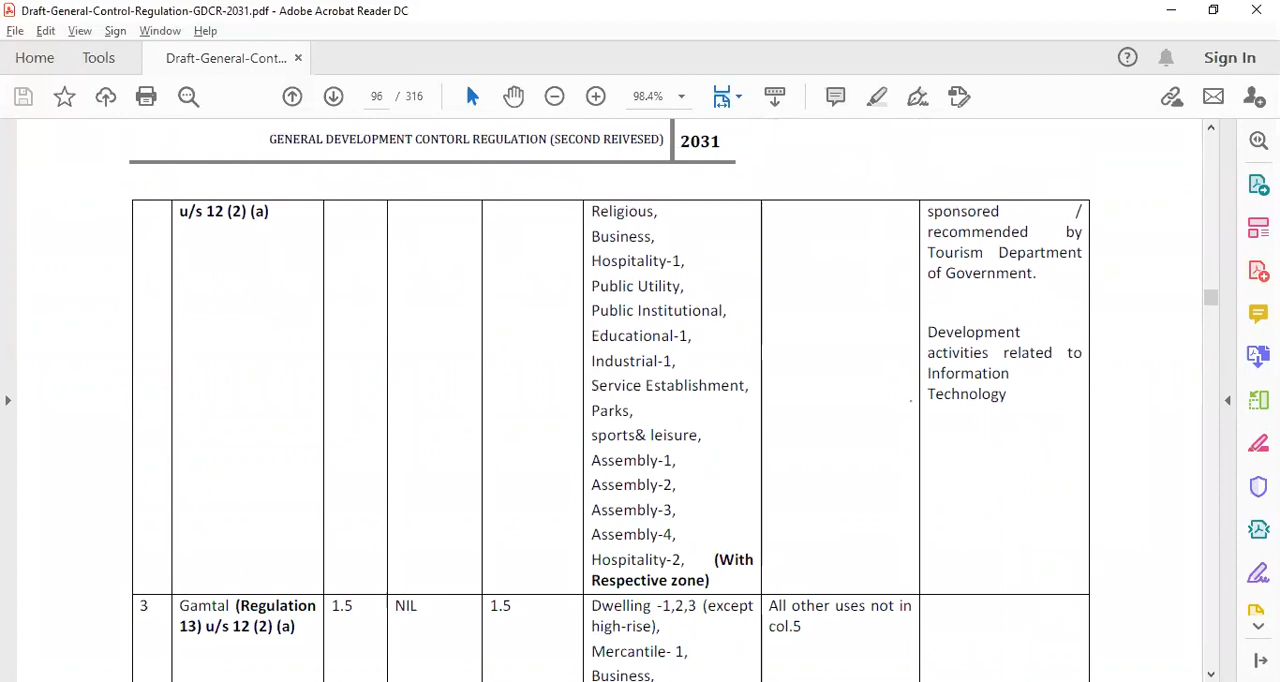 Draft-General-Control-Regulation-GDCR-2031.pdf - Adobe Acrobat Reader DC
File Edit View Sign Window Help
Home Tools Draft-General-Cont... × Sign In
96 / 316 98.4%
GENERAL DEVELOPMENT CONTORL REGULATION (SECOND REIVESED) 2031
u/s 12 (2) (a)
Religious,
Business,
Hospitality-1,
Public Utility,
Public Institutional,
Educational-1,
Industrial-1,
Service Establishment,
Parks,
sports& leisure,
Assembly-1,
Assembly-2,
Assembly-3,
Assembly-4,
Hospitality-2, (With
Respective zone)
sponsored /
recommended by
Tourism Department
of Government.
Development
activities related to
Information
Technology
3
Gamtal (Regulation
13) u/s 12 (2) (a)
1.5
NIL
1.5
Dwelling -1,2,3 (except
high-rise),
Mercantile- 1,
Business,
All other uses not in
col.5